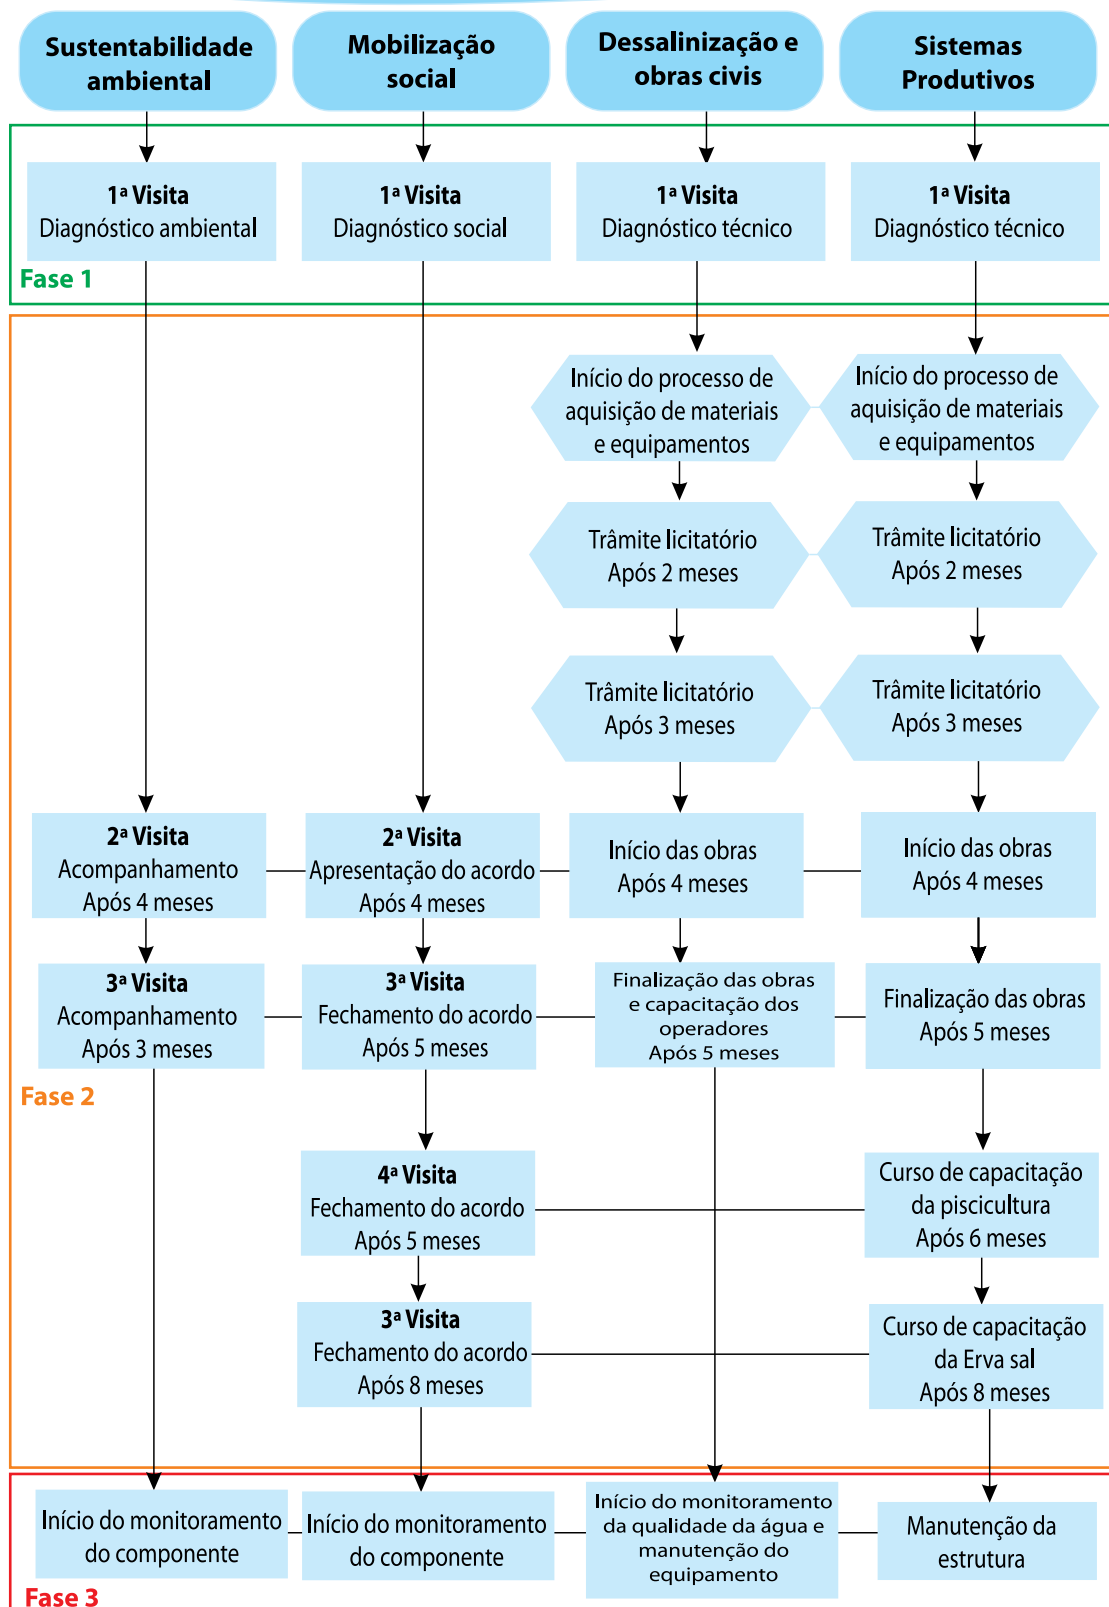 Sustentabilidade
ambiental
Mobilização
social
Dessalinização e
obras civis
Sistemas
Produtivos
1ª Visita
Diagnóstico ambiental
1ª Visita
Diagnóstico social
1ª Visita
Diagnóstico técnico
1ª Visita
Diagnóstico técnico
Fase 1
Início do processo de
aquisição de materiais
e equipamentos
Início do processo de
aquisição de materiais
e equipamentos
Trâmite licitatório
Após 2 meses
Trâmite licitatório
Após 2 meses
Trâmite licitatório
Após 3 meses
Trâmite licitatório
Após 3 meses
2ª Visita
Acompanhamento
Após 4 meses
2ª Visita
Apresentação do acordo
Após 4 meses
Início das obras
Após 4 meses
Início das obras
Após 4 meses
3ª Visita
Acompanhamento
Após 3 meses
3ª Visita
Fechamento do acordo
Após 5 meses
Finalização das obras
e capacitação dos
operadores
Após 5 meses
Finalização das obras
Após 5 meses
Fase 2
4ª Visita
Fechamento do acordo
Após 5 meses
Curso de capacitação
da piscicultura
Após 6 meses
3ª Visita
Fechamento do acordo
Após 8 meses
Curso de capacitação
da Erva sal
Após 8 meses
Início do monitoramento
do componente
Início do monitoramento
do componente
Início do monitoramento
da qualidade da água e
manutenção do
equipamento
Manutenção da
estrutura
Fase 3